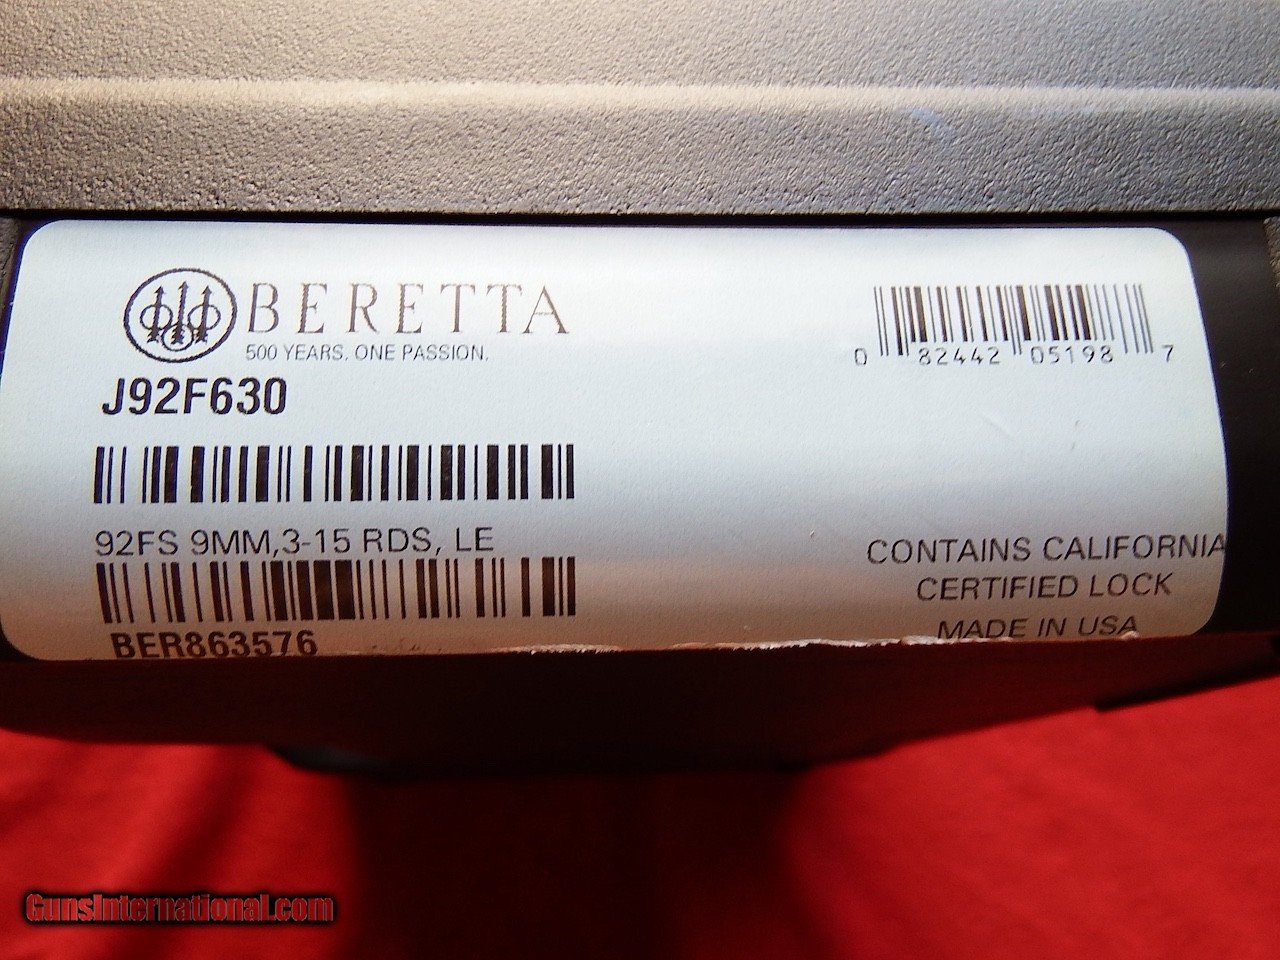 BERETTA
500 YEARS. ONE PASSION.
J92F630
0 82442 05198 7
92FS 9MM,3-15 RDS, LE
BER863576
CONTAINS CALIFORNIA
CERTIFIED LOCK
MADE IN USA
GunsInternational.com